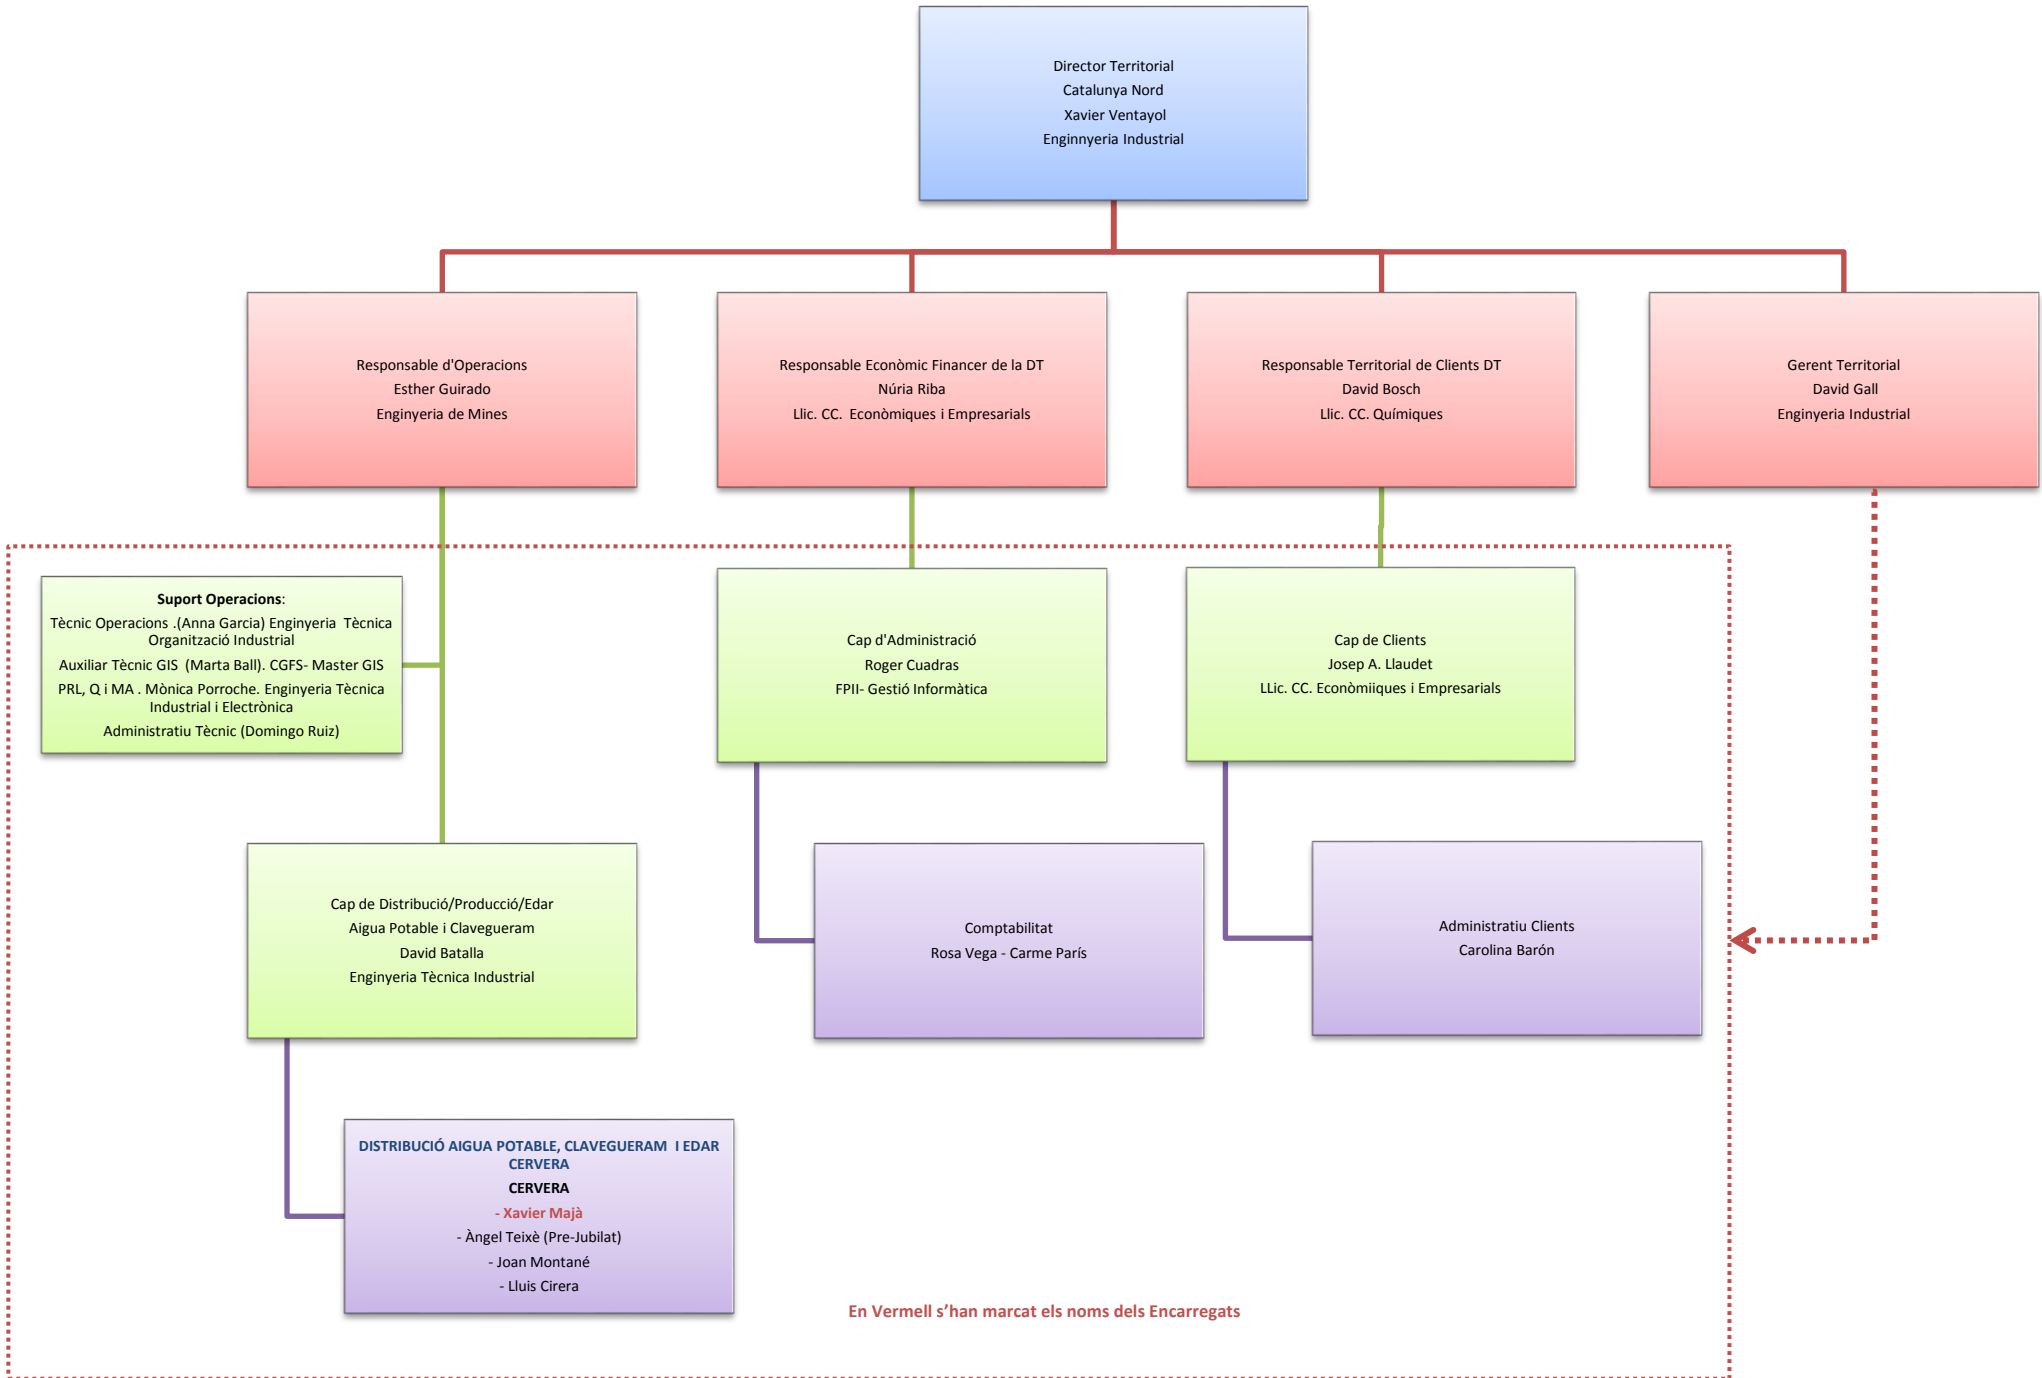 Director Territorial
Catalunya Nord
Xavier Ventayol
Enginnyeria Industrial
Responsable d'Operacions
Esther Guirado
Enginyeria de Mines
Responsable Econòmic Financer de la DT
Núria Riba
Llic. CC. Econòmiques i Empresarials
Responsable Territorial de Clients DT
David Bosch
Llic. CC. Químiques
Gerent Territorial
David Gall
Enginyeria Industrial
Suport Operacions:
Tècnic Operacions .(Anna Garcia) Enginyeria Tècnica
Organització Industrial
Auxiliar Tècnic GIS (Marta Ball). CGFS- Master GIS
PRL, Q i MA . Mònica Porroche. Enginyeria Tècnica
Industrial i Electrònica
Administratiu Tècnic (Domingo Ruiz)
Cap d'Administració
Roger Cuadras
FPII- Gestió Informàtica
Cap de Clients
Josep A. Llaudet
LLic. CC. Econòmiiques i Empresarials
Cap de Distribució/Producció/Edar
Aigua Potable i Clavegueram
David Batalla
Enginyeria Tècnica Industrial
Comptabilitat
Rosa Vega - Carme París
Administratiu Clients
Carolina Barón
DISTRIBUCIÓ AIGUA POTABLE, CLAVEGUERAM I EDAR
CERVERA
CERVERA
- Xavier Majà
- Àngel Teixè (Pre-Jubilat)
- Joan Montané
- Lluis Cirera
En Vermell s’han marcat els noms dels Encarregats